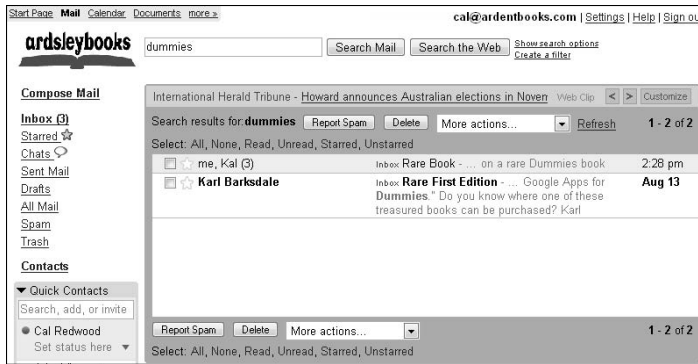 Start Page Mail Calendar Documents more »
cal@ardentbooks.com | Settings | Help | Sign ou
ardsleybooks
dummies
Search Mail
Search the Web
Show search options
Create a filter
Compose Mail
Inbox (3)
Starred
Chats
Sent Mail
Drafts
All Mail
Spam
Trash
Contacts
Quick Contacts
Search, add, or invite
Cal Redwood
Set status here
International Herald Tribune - Howard announces Australian elections in Novem Web Clip < > Customize
Search results for: dummies Report Spam Delete More actions... Refresh 1 - 2 of 2
Select: All, None, Read, Unread, Starred, Unstarred
me, Kal (3) Inbox Rare Book - ... on a rare Dummies book 2:28 pm
Karl Barksdale Inbox Rare First Edition - ... Google Apps for Aug 13
Dummies." Do you know where one of these
treasured books can be purchased? Karl
Report Spam Delete More actions... 1 - 2 of 2
Select: All, None, Read, Unread, Starred, Unstarred